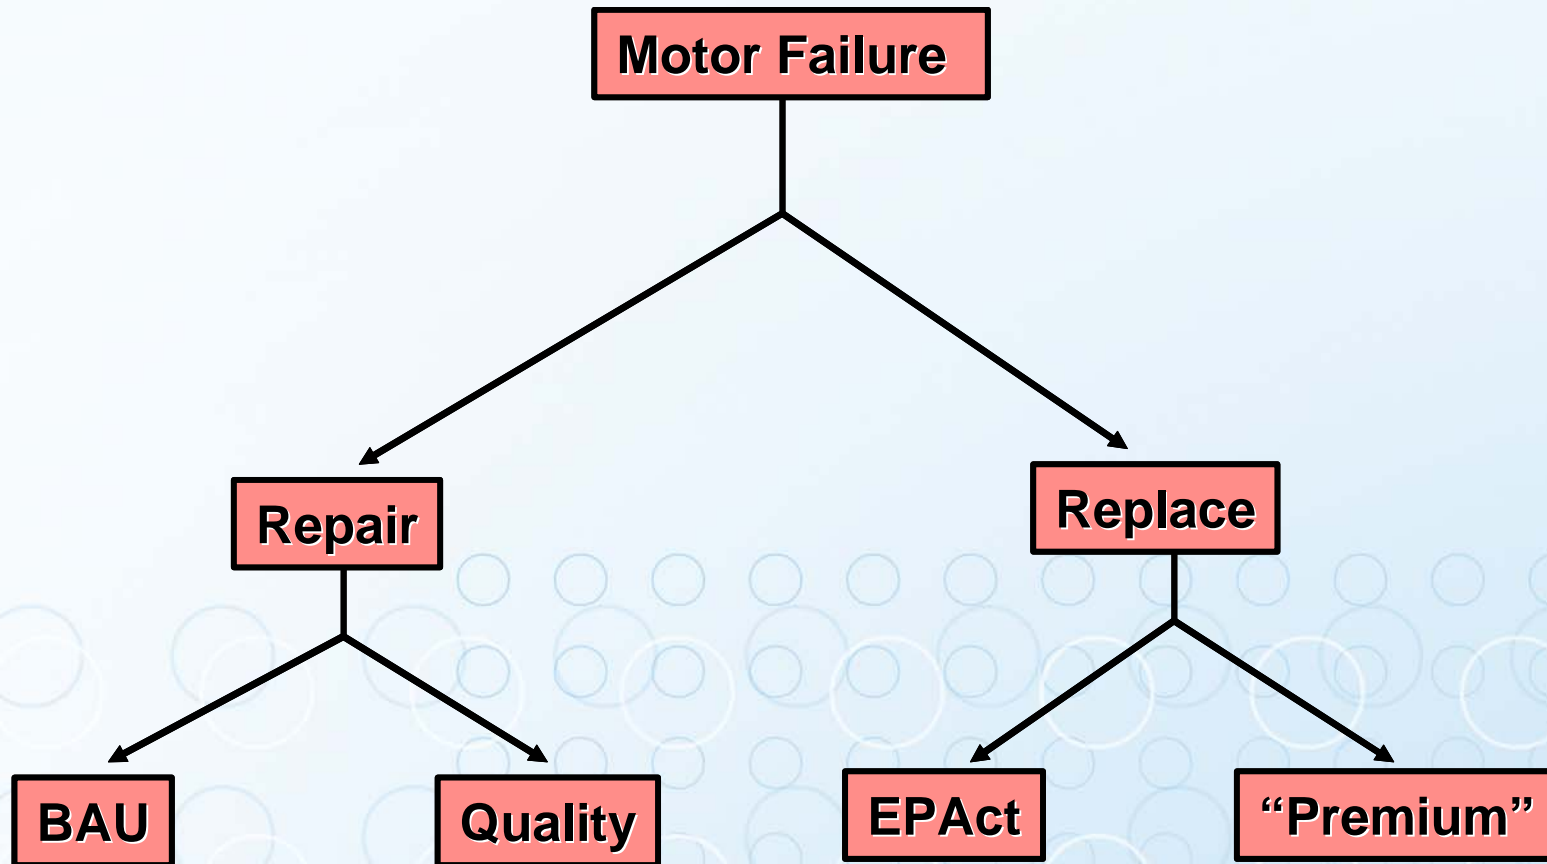 Motor Failure
Repair
Replace
BAU
Quality
EPAct
“Premium”